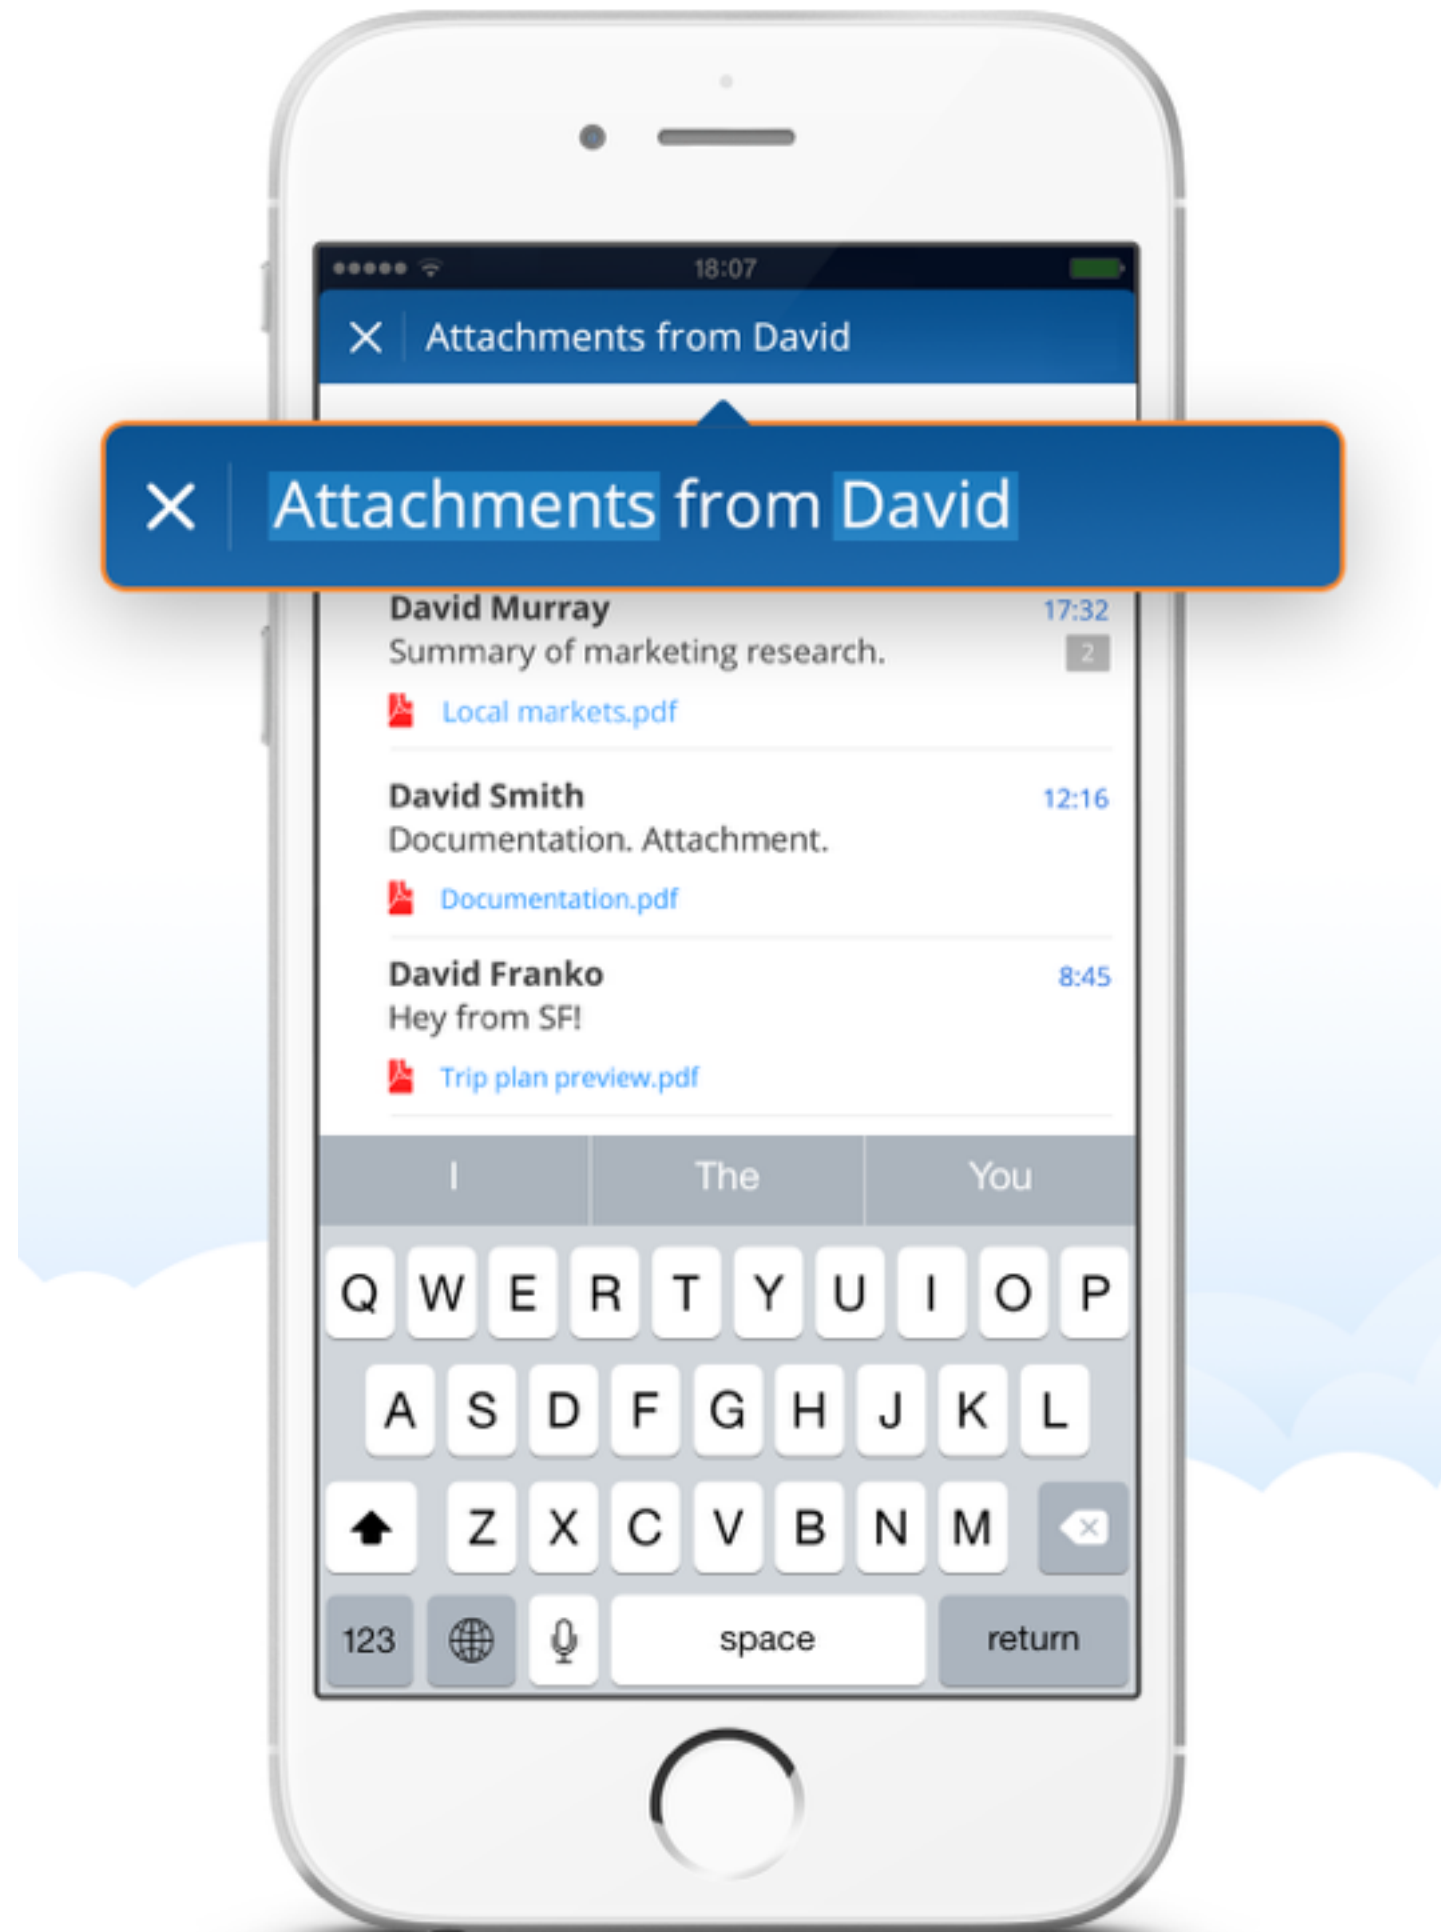 18:07
Attachments from David
Attachments from David
David Murray 17:32
Summary of marketing research. 2
Local markets.pdf
David Smith 12:16
Documentation. Attachment.
Documentation.pdf
David Franko 8:45
Hey from SF!
Trip plan preview.pdf
I The You
Q W E R T Y U I O P
A S D F G H J K L
Z X C V B N M
123 space return